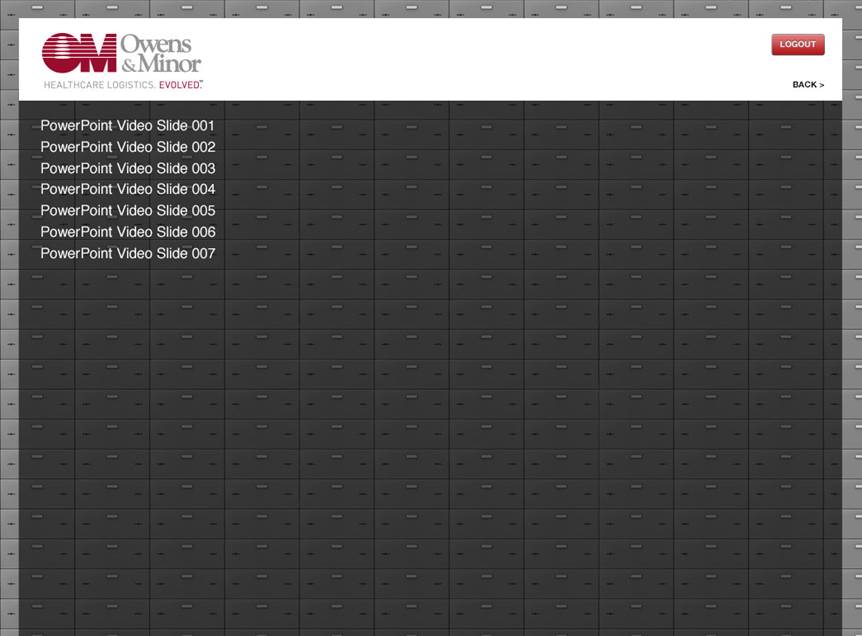 OM Owens
&Minor
HEALTHCARE LOGISTICS. EVOLVED.™
LOGOUT
BACK >
PowerPoint Video Slide 001
PowerPoint Video Slide 002
PowerPoint Video Slide 003
PowerPoint Video Slide 004
PowerPoint Video Slide 005
PowerPoint Video Slide 006
PowerPoint Video Slide 007